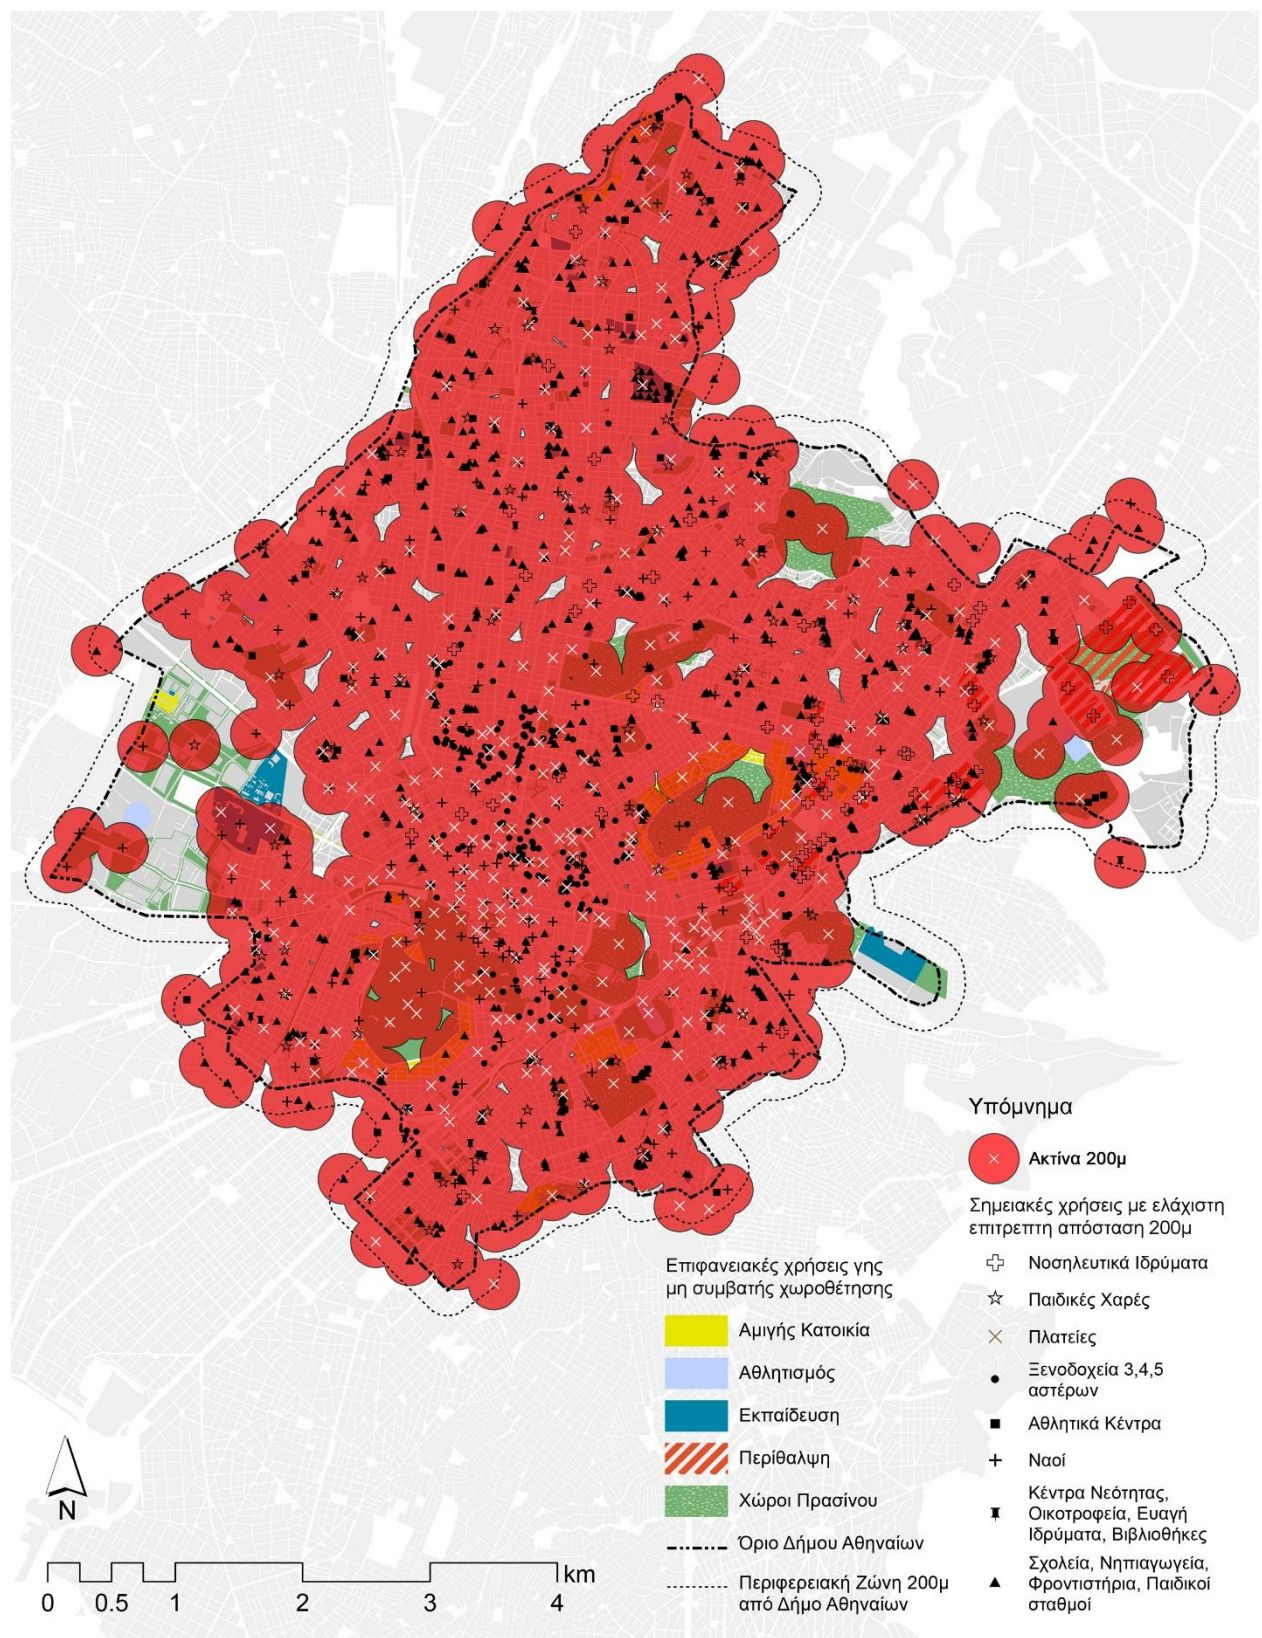 Υπόμνημα
Ακτίνα 200μ
Σημειακές χρήσεις με ελάχιστη
επιτρεπτη απόσταση 200μ
Νοσηλευτικά Ιδρύματα
Παιδικές Χαρές
Πλατείες
Ξενοδοχεία 3,4,5
αστέρων
Αθλητικά Κέντρα
Ναοί
Κέντρα Νεότητας,
Οικοτροφεία, Ευαγή
Ιδρύματα, Βιβλιοθήκες
Σχολεία, Νηπιαγωγεία,
Φροντιστήρια, Παιδικοί
σταθμοί
Επιφανειακές χρήσεις γης
μη συμβατής χωροθέτησης
Αμιγής Κατοικία
Αθλητισμός
Εκπαίδευση
Περίθαλψη
Χώροι Πρασίνου
Όριο Δήμου Αθηναίων
Περιφερειακή Ζώνη 200μ
από Δήμο Αθηναίων
N
km
0 0.5 1 2 3 4